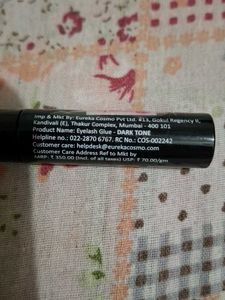 Imp & Mkt By: Eureka Cosmo Pvt Ltd. #13, Gokul Regency II,
Kandivali (E), Thakur Complex, Mumbai - 400 101
Product Name: Eyelash Glue - DARK TONE
Helpline no.: 022-2870 6767. RC No.: COS-002242
Customer care: helpdesk@eurekacosmo.com
Customer Care Address Ref to Mkt by
MRP: ₹ 350.00 (Incl. of all taxes) USP: ₹ 70.00/gm